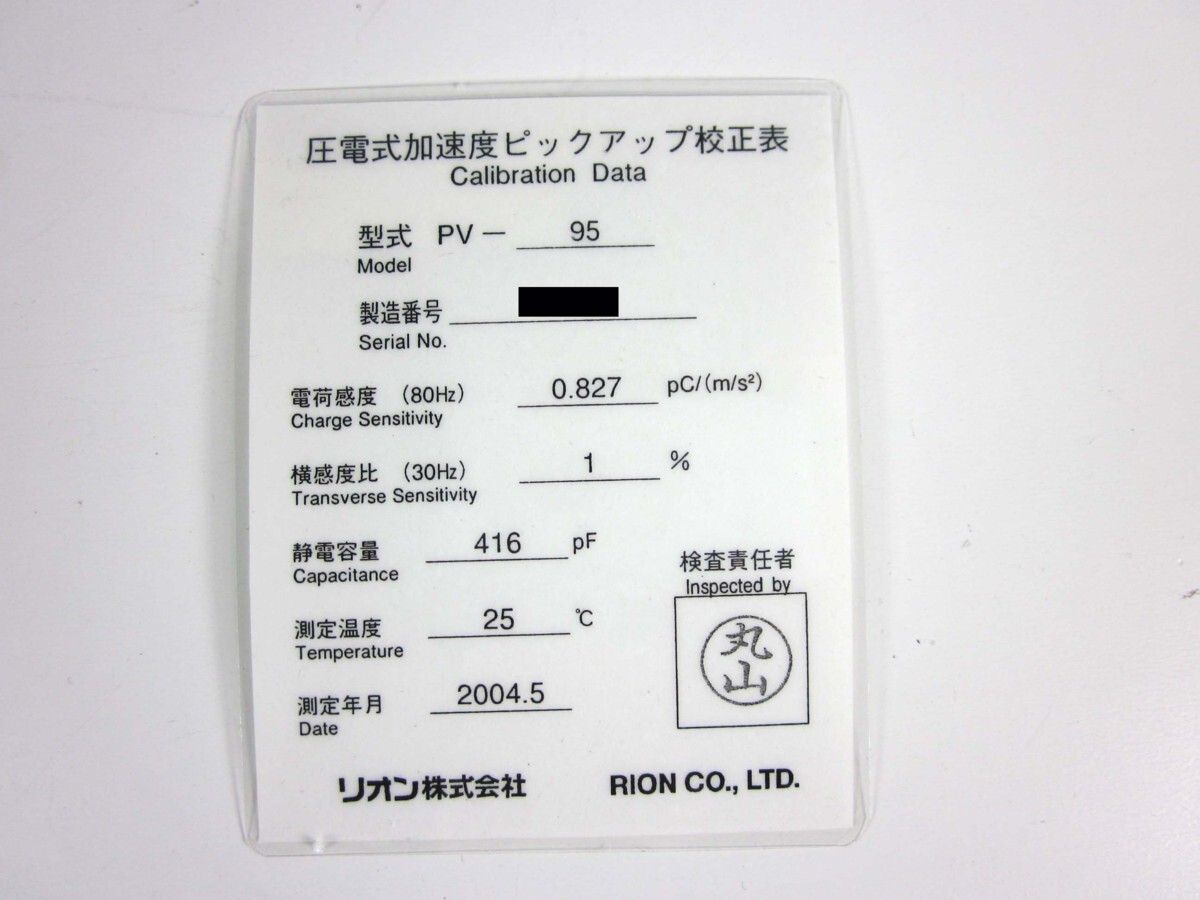 圧電式加速度ピックアップ校正表
Calibration Data
型式 PV－ 95
Model
製造番号
Serial No.
電荷感度 (80Hz) 0.827 pC/(m/s²)
Charge Sensitivity
横感度比 (30Hz) 1 %
Transverse Sensitivity
静電容量 416 pF
Capacitance
測定温度 25 ℃
Temperature
測定年月 2004.5
Date
検査責任者
Inspected by
丸山
リオン株式会社 RION CO., LTD.